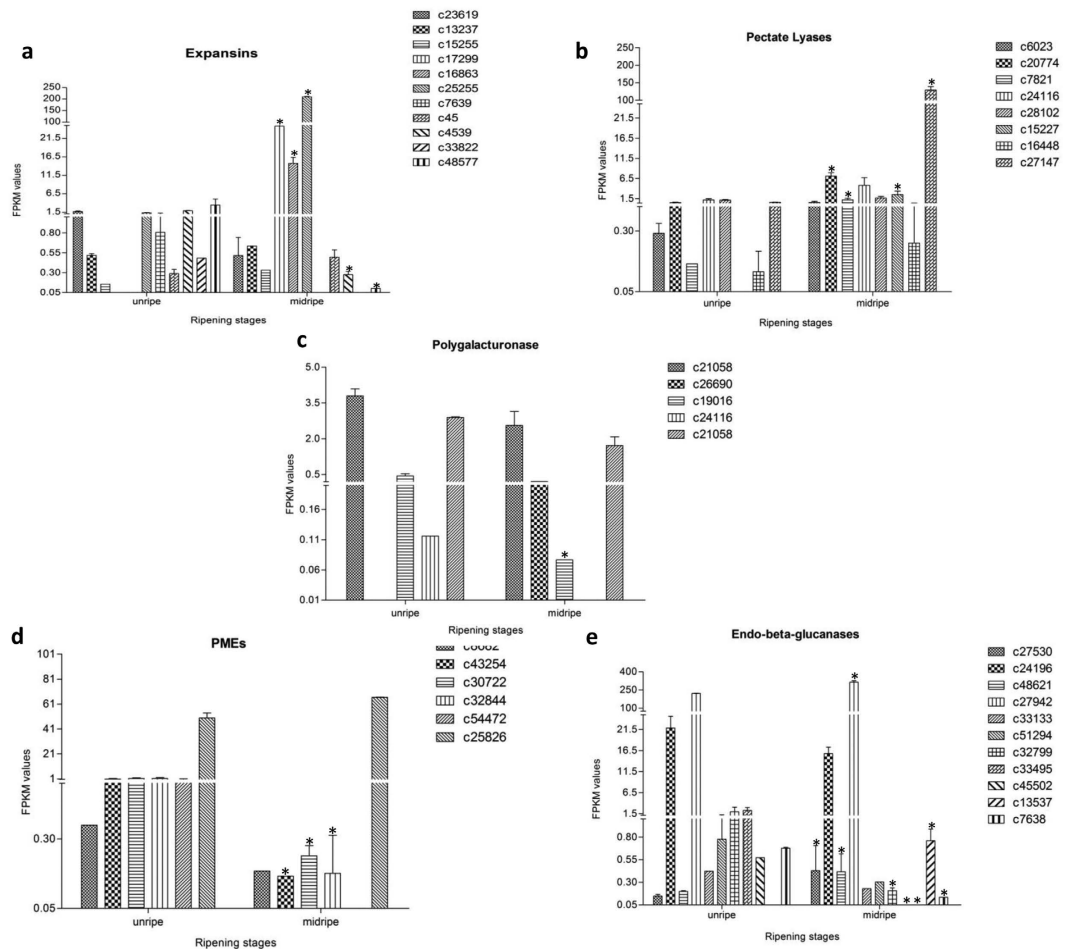 a
Expansins
FPKM values
250
200
150
100
21.5
16.5
11.5
6.5
1.5
0.80
0.55
0.30
0.05
*
*
*
*
*
unripe
midripe
Ripening stages
c23619
c13237
c15255
c17299
c16863
c25255
c7639
c45
c4539
c33822
c48577
b
Pectate Lyases
FPKM values
250
200
150
100
21.5
16.5
11.5
6.5
1.5
0.30
0.05
*
*
*
*
unripe
midripe
Ripening stages
c6023
c20774
c7821
c24116
c28102
c15227
c16448
c27147
c
Polygalacturonase
FPKM values
5.0
3.5
2.0
0.5
0.16
0.11
0.06
0.01
*
unripe
midripe
Ripening stages
c21058
c26690
c19016
c24116
c21058
d
PMEs
FPKM values
101
81
61
41
21
1
0.30
0.05
*
*
*
unripe
midripe
Ripening stages
c43254
c30722
c32844
c54472
c25826
e
Endo-beta-glucanases
FPKM values
400
250
100
21.5
16.5
11.5
6.5
1.5
0.80
0.55
0.30
0.05
*
*
*
*
* *
*
*
unripe
midripe
Ripening stages
c27530
c24196
c48621
c27942
c33133
c51294
c32799
c33495
c45502
c13537
c7638